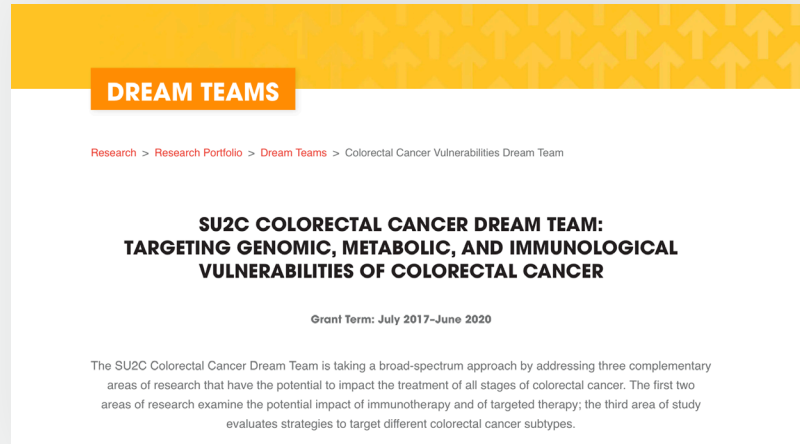 DREAM TEAMS
Research > Research Portfolio > Dream Teams > Colorectal Cancer Vulnerabilities Dream Team
SU2C COLORECTAL CANCER DREAM TEAM:
TARGETING GENOMIC, METABOLIC, AND IMMUNOLOGICAL
VULNERABILITIES OF COLORECTAL CANCER
Grant Term: July 2017–June 2020
The SU2C Colorectal Cancer Dream Team is taking a broad-spectrum approach by addressing three complementary
areas of research that have the potential to impact the treatment of all stages of colorectal cancer. The first two
areas of research examine the potential impact of immunotherapy and of targeted therapy; the third area of study
evaluates strategies to target different colorectal cancer subtypes.